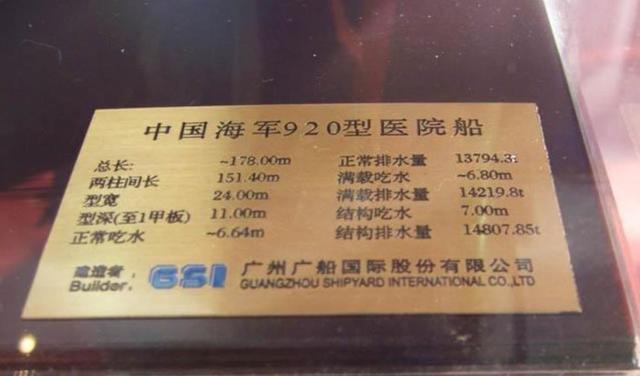 中国海军920型医院船
总长: ~178.00m 正常排水量 13794.3t
两柱间长 151.40m 满载吃水 ~6.80m
型宽 24.00m 满载排水量 14219.8t
型深(至1甲板) 11.00m 结构吃水 7.00m
正常吃水 ~6.64m 结构排水量 14807.85t
建造者: GSI 广州广船国际股份有限公司
Builder: GUANGZHOU SHIPYARD INTERNATIONAL CO.,LTD